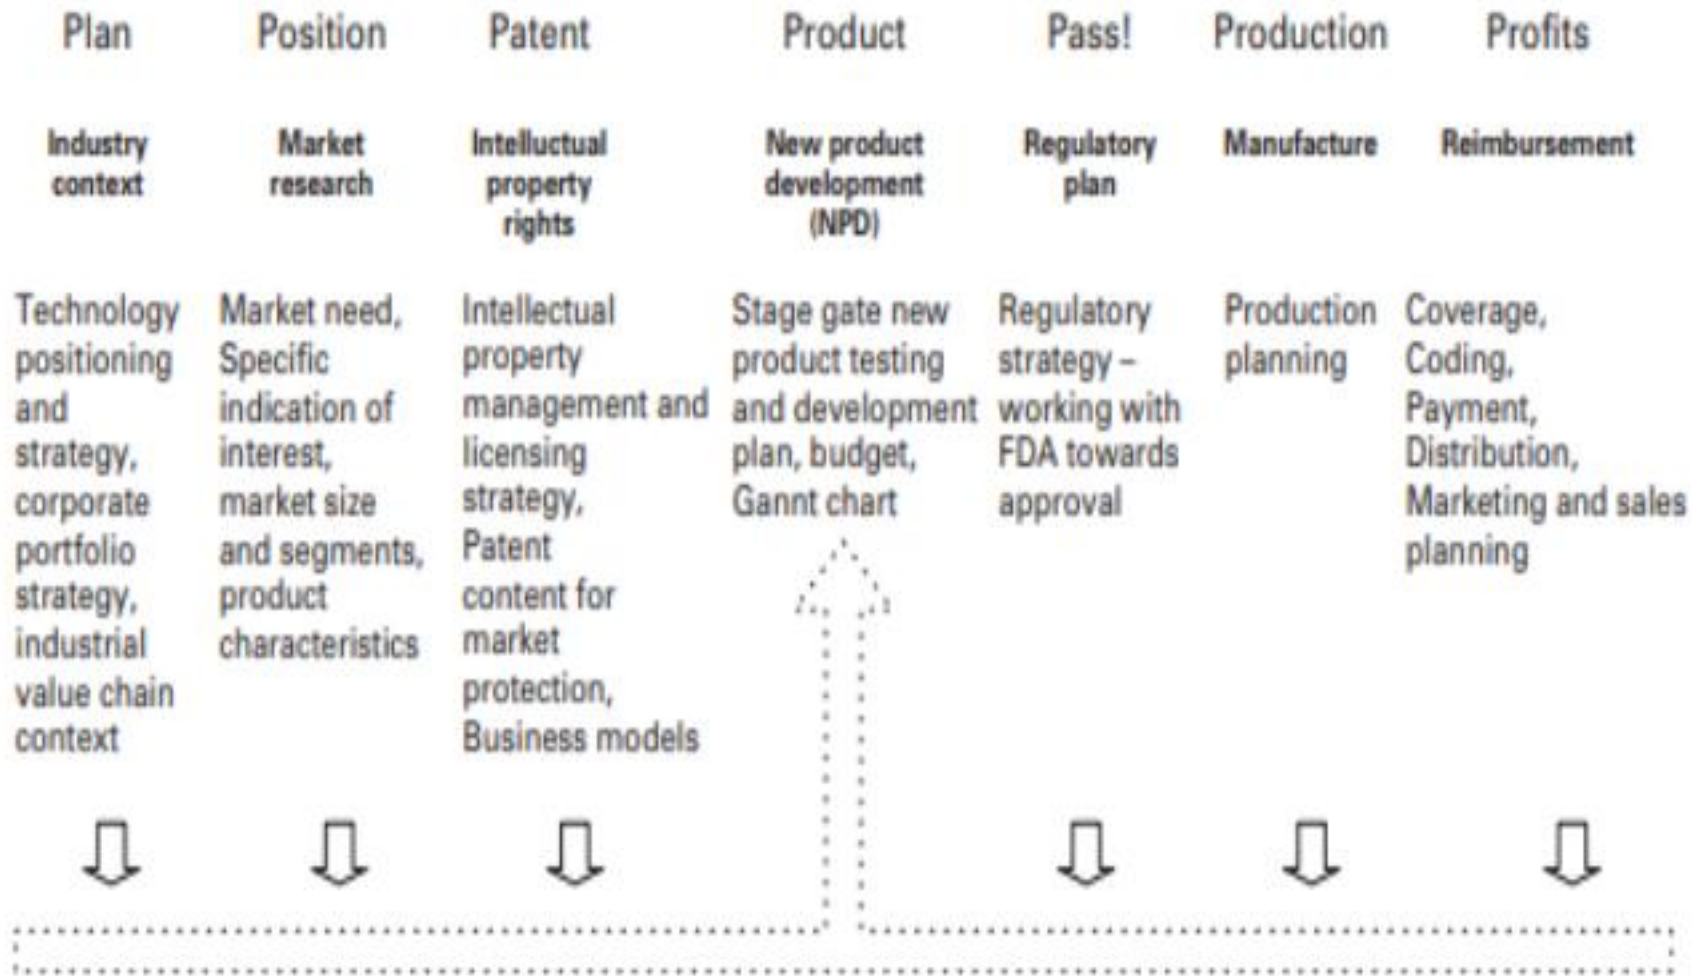 Plan
Position
Patent
Product
Pass!
Production
Profits
Industry
context
Market
research
Intelluctual
property
rights
New product
development
(NPD)
Regulatory
plan
Manufacture
Reimbursement
Technology
positioning
and
strategy,
corporate
portfolio
strategy,
industrial
value chain
context
Market need,
Specific
indication of
interest,
market size
and segments,
product
characteristics
Intellectual
property
management and
licensing
strategy,
Patent
content for
market
protection,
Business models
Stage gate new
product testing
and development
plan, budget,
Gannt chart
Regulatory
strategy –
working with
FDA towards
approval
Production
planning
Coverage,
Coding,
Payment,
Distribution,
Marketing and sales
planning